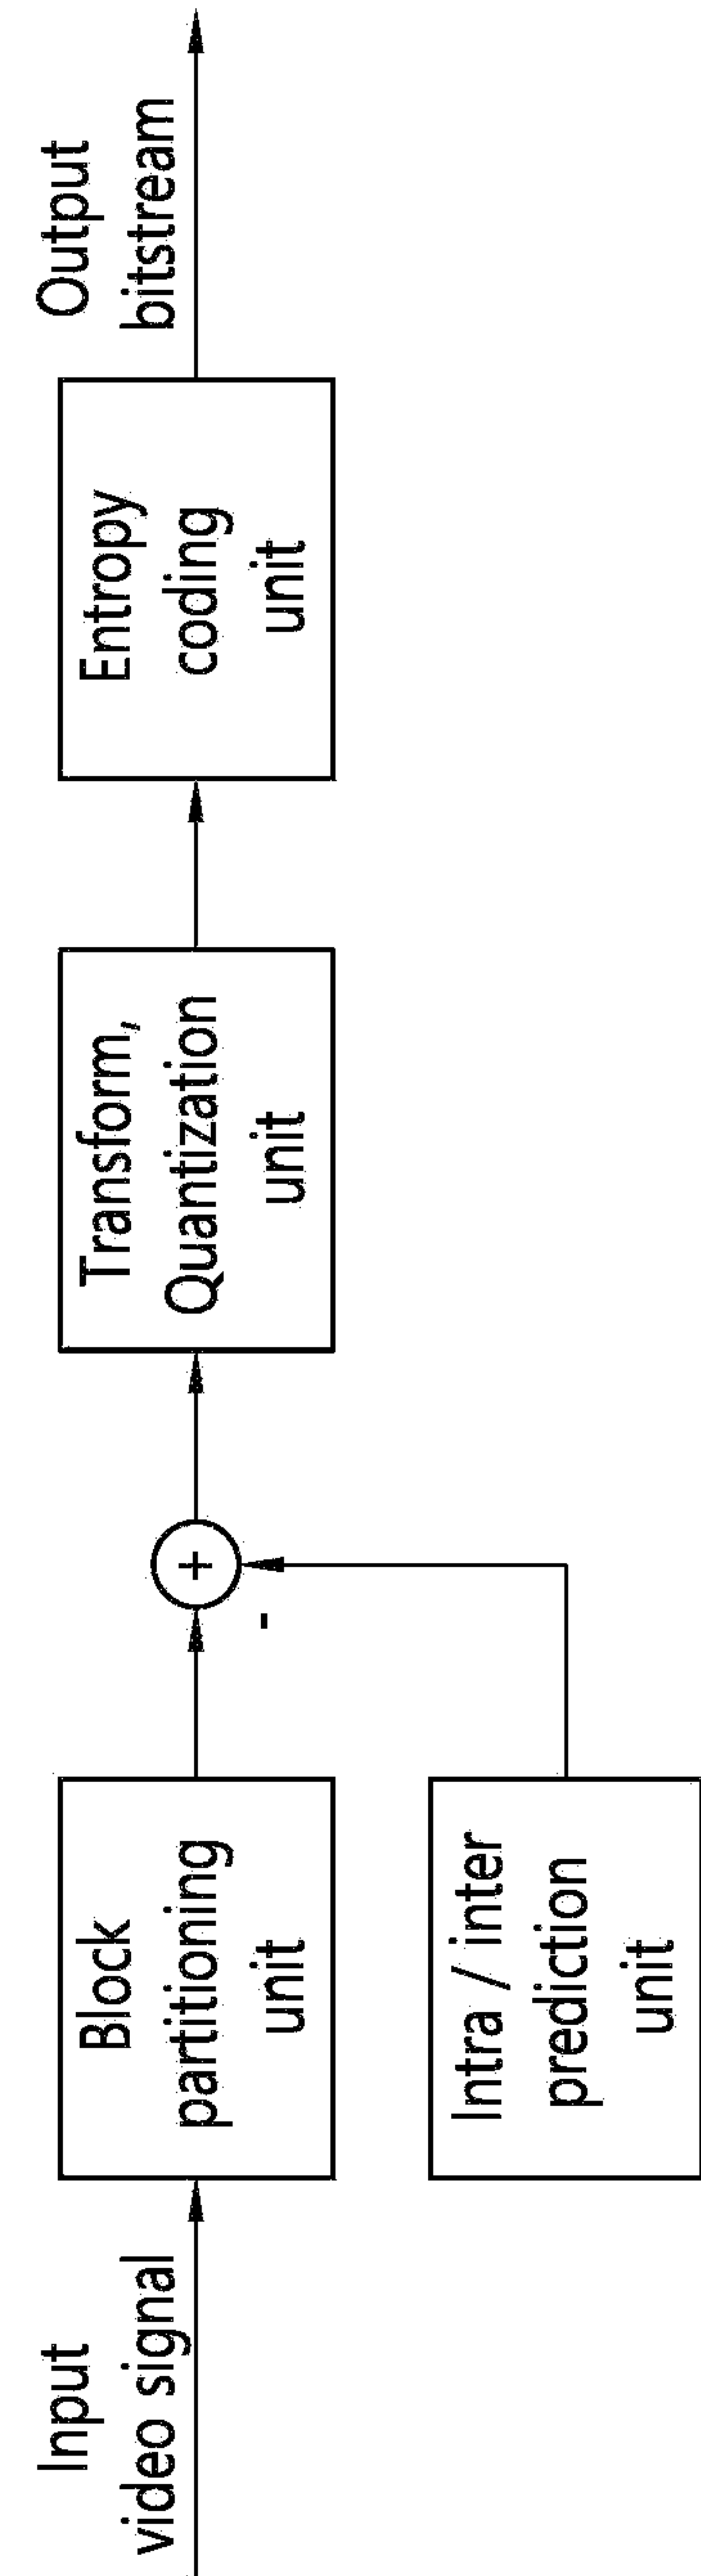 Input
video signal
Block
partitioning
unit
Intra / inter
prediction
unit
-
+
Transform,
Quantization
unit
Entropy
coding
unit
Output
bitstream